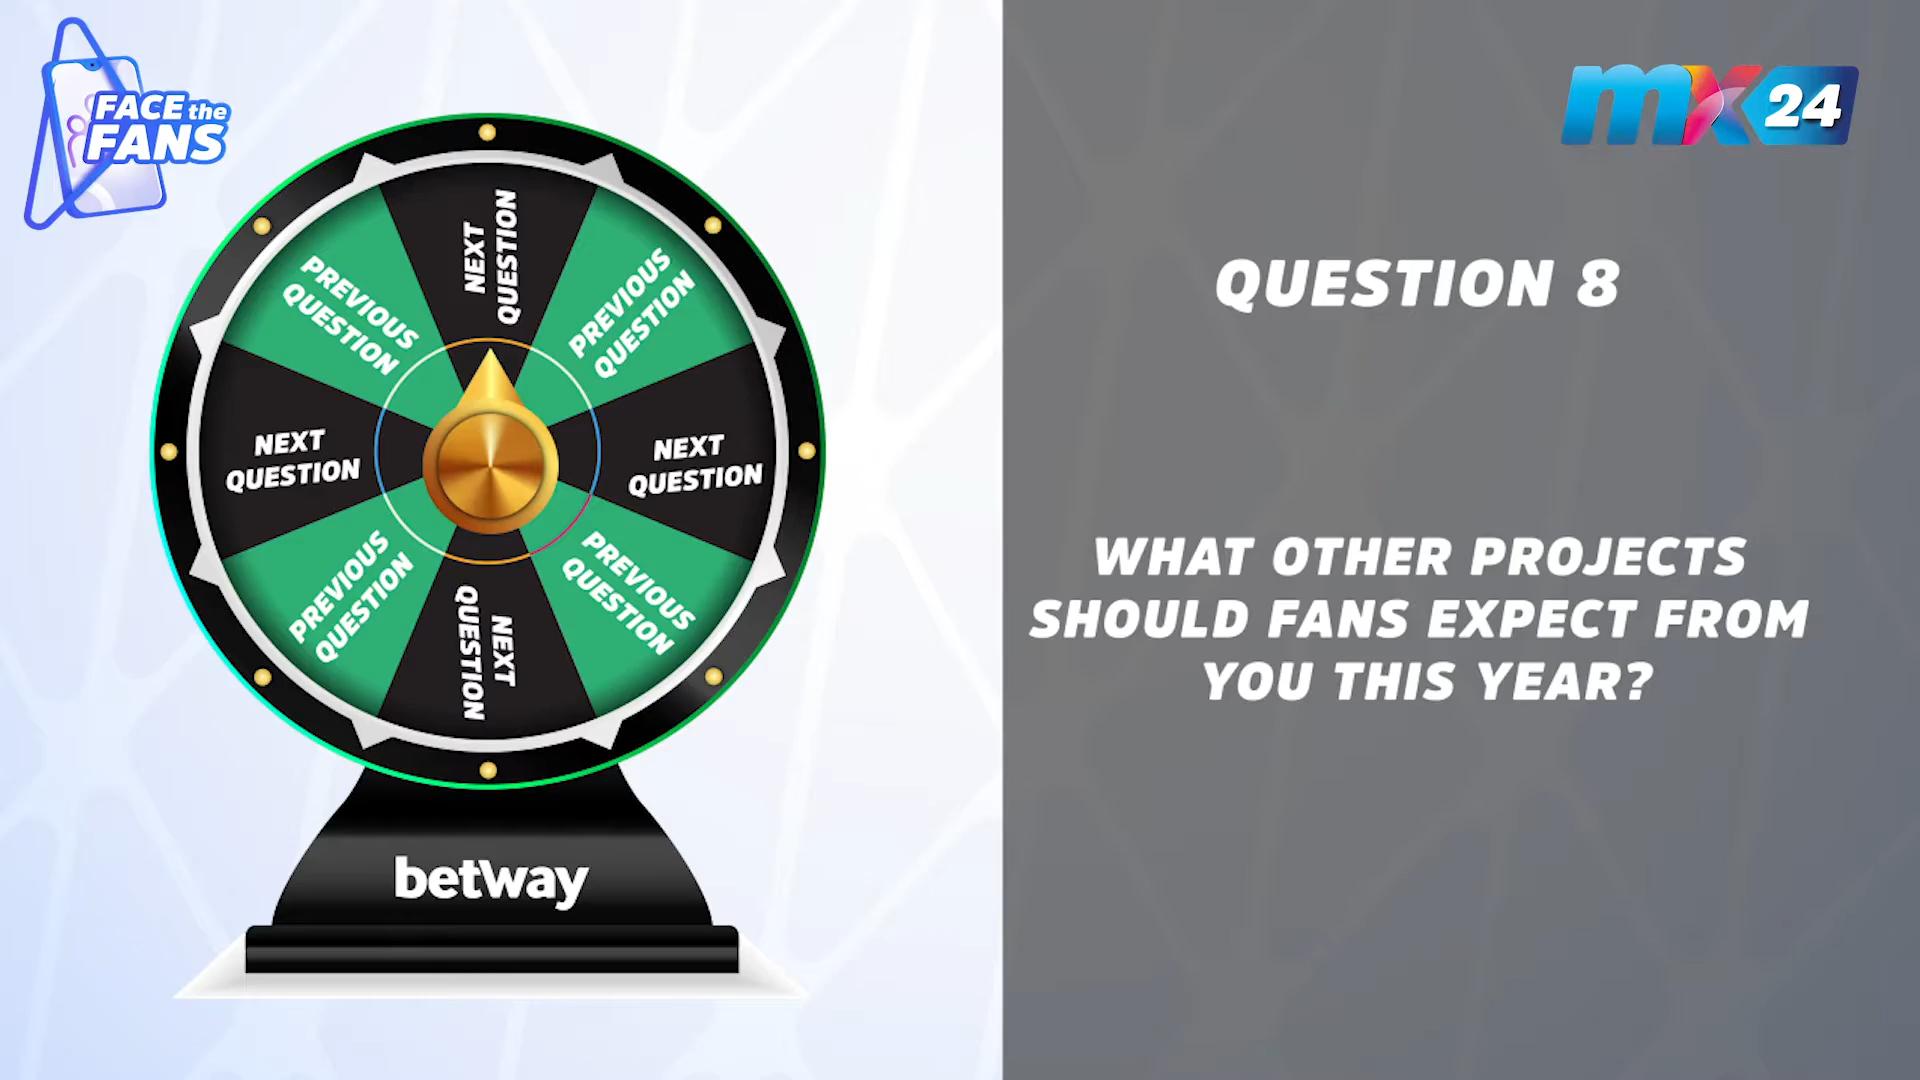 FACE the
FANS
mx24
QUESTION 8
WHAT OTHER PROJECTS
SHOULD FANS EXPECT FROM
YOU THIS YEAR?
NEXT
QUESTION
PREVIOUS
QUESTION
NEXT
QUESTION
PREVIOUS
QUESTION
NEXT
QUESTION
PREVIOUS
QUESTION
NEXT
QUESTION
PREVIOUS
QUESTION
betway